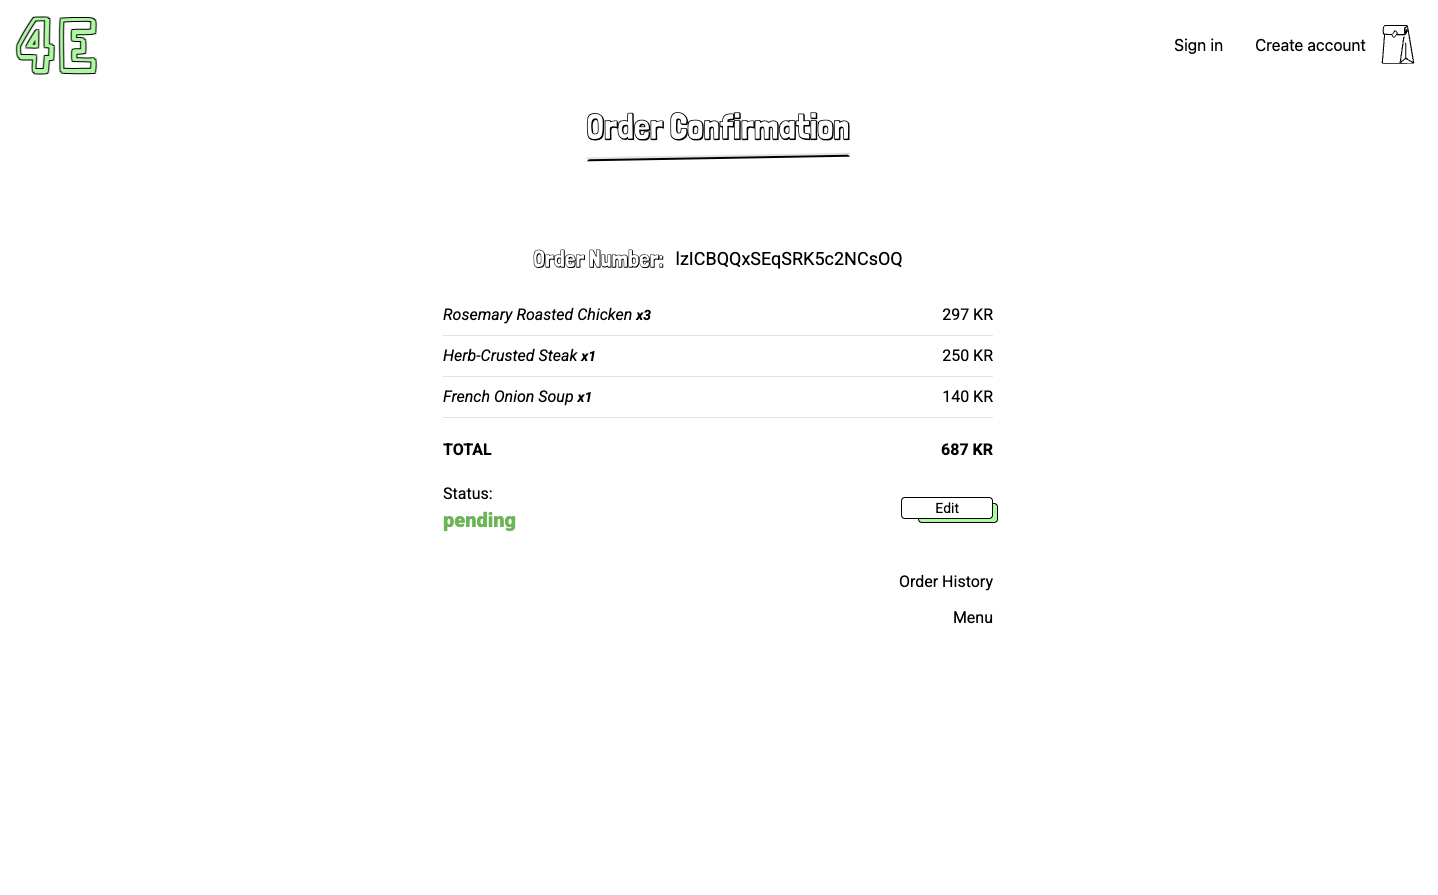 4E
Sign in
Create account
Order Confirmation
Order Number: lzICBQQxSEqSRK5c2NCsOQ
Rosemary Roasted Chicken x3 297 KR
Herb-Crusted Steak x1 250 KR
French Onion Soup x1 140 KR
TOTAL 687 KR
Status:
pending
Edit
Order History
Menu